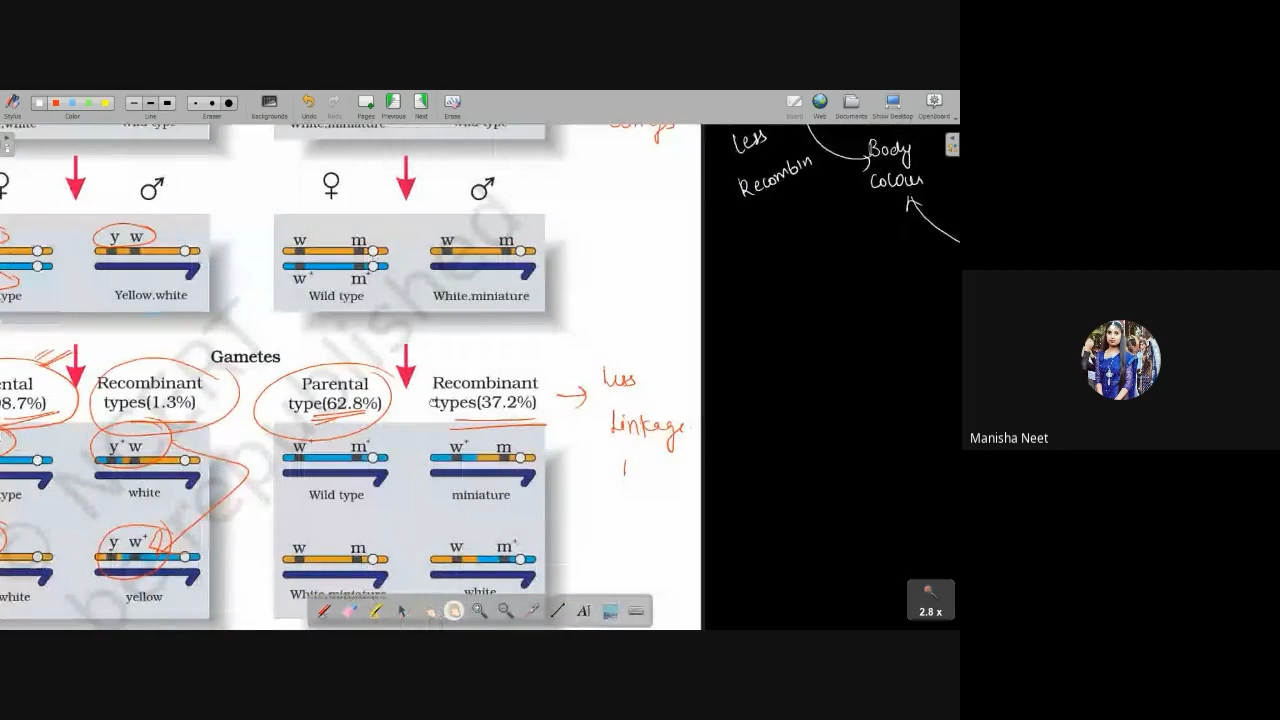 Stylus
Color
Line
Eraser
Backgrounds
Undo
Redo
Pages
Previous
Next
Erase
Board
Web
Documents
Show Desktop
OpenBoard
Less
Recombin
Body
Colour
y w
Yellow.white
w m
w+ m+
Wild type
w m
White.miniature
Gametes
Recombinant
types(1.3%)
Parental
type(62.8%)
Recombinant
types(37.2%)
Less
Linkage
y+ w
white
w+ m+
Wild type
w+ m
miniature
y w+
yellow
w m
White.miniature
w m+
white
2.8 x
Manisha Neet